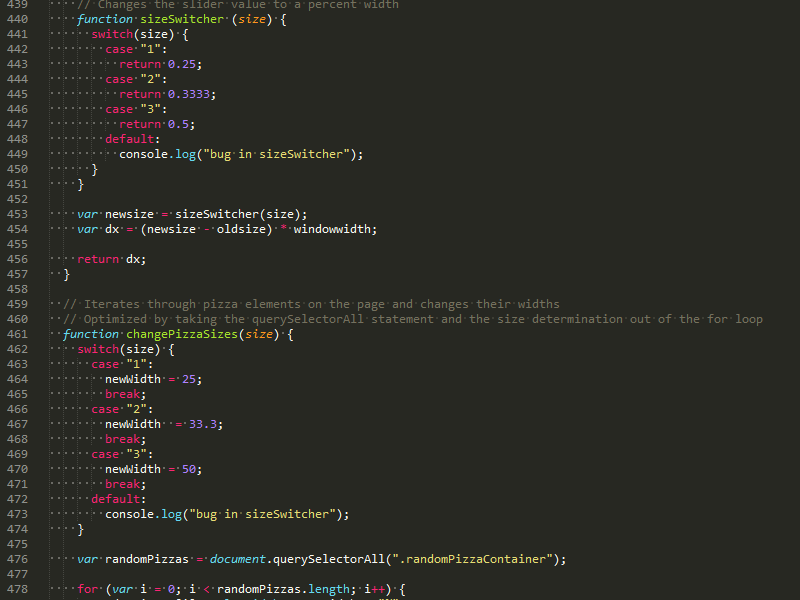 439 // Changes the slider value to a percent width
440 function sizeSwitcher (size) {
441 switch(size) {
442 case "1":
443 return 0.25;
444 case "2":
445 return 0.3333;
446 case "3":
447 return 0.5;
448 default:
449 console.log("bug in sizeSwitcher");
450 }
451 }
452
453 var newsize = sizeSwitcher(size);
454 var dx = (newsize - oldsize) * windowwidth;
455
456 return dx;
457 }
458
459 // Iterates through pizza elements on the page and changes their widths
460 // Optimized by taking the querySelectorAll statement and the size determination out of the for loop
461 function changePizzaSizes(size) {
462 switch(size) {
463 case "1":
464 newWidth = 25;
465 break;
466 case "2":
467 newWidth  = 33.3;
468 break;
469 case "3":
470 newWidth = 50;
471 break;
472 default:
473 console.log("bug in sizeSwitcher");
474 }
475
476 var randomPizzas = document.querySelectorAll(".randomPizzaContainer");
477
478 for (var i = 0; i < randomPizzas.length; i++) {